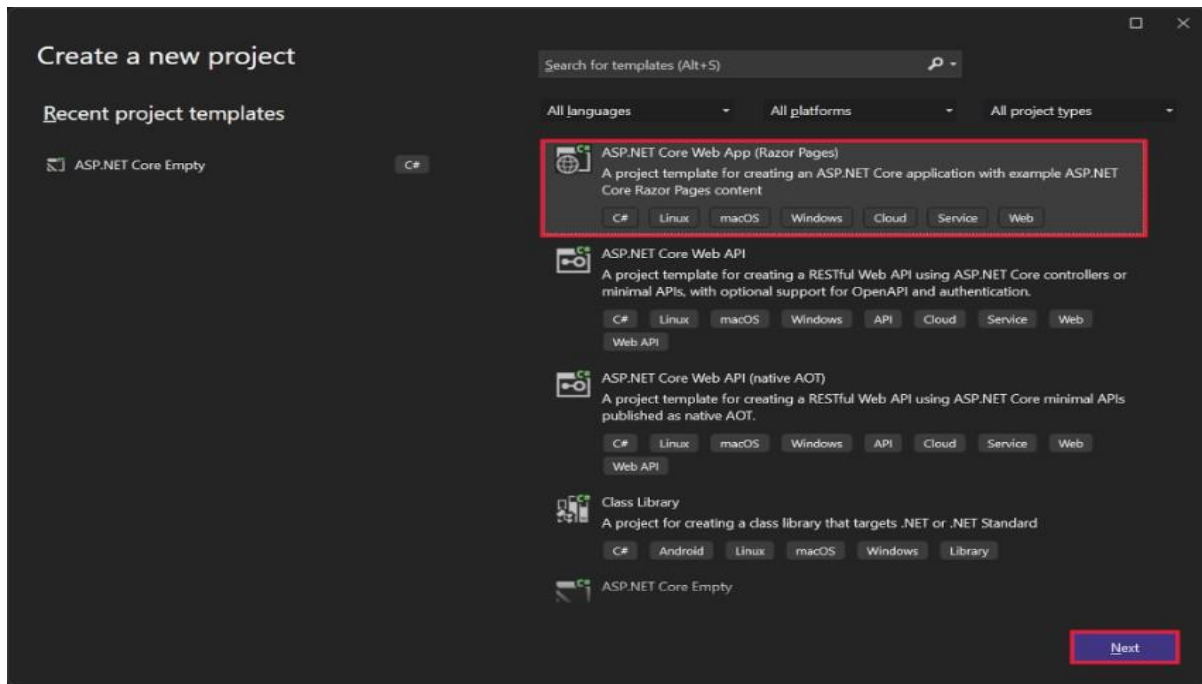 Create a new project
Recent project templates
ASP.NET Core Empty C#
Search for templates (Alt+S)
All languages All platforms All project types
ASP.NET Core Web App (Razor Pages)
A project template for creating an ASP.NET Core application with example ASP.NET
Core Razor Pages content
C# Linux macOS Windows Cloud Service Web
ASP.NET Core Web API
A project template for creating a RESTful Web API using ASP.NET Core controllers or
minimal APIs, with optional support for OpenAPI and authentication.
C# Linux macOS Windows API Cloud Service Web
Web API
ASP.NET Core Web API (native AOT)
A project template for creating a RESTful Web API using ASP.NET Core minimal APIs
published as native AOT.
C# Linux macOS Windows API Cloud Service Web
Web API
Class Library
A project for creating a class library that targets .NET or .NET Standard
C# Android Linux macOS Windows Library
ASP.NET Core Empty
Next